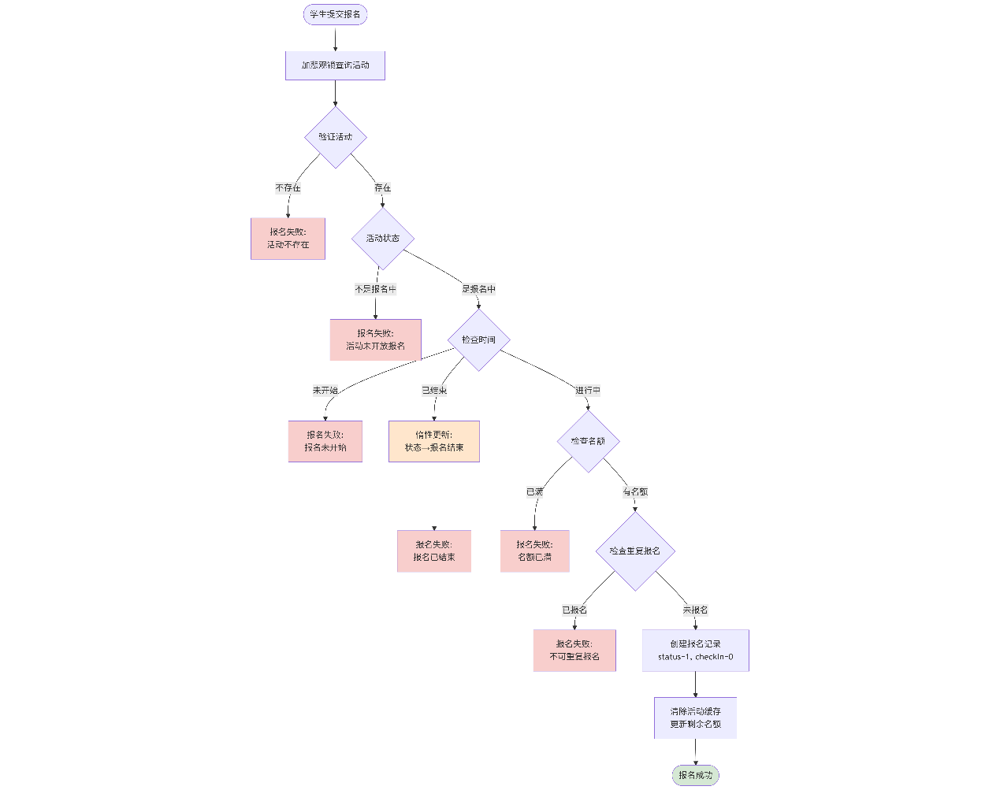 学生提交报名
加悲观锁查询活动
验证活动
不存在
存在
报名失败:
活动不存在
活动状态
不是报名中
是报名中
报名失败:
活动未开放报名
检查时间
未开始
已结束
进行中
报名失败:
报名未开始
惰性更新:
状态→报名结束
检查名额
已满
有名额
报名失败:
报名已结束
报名失败:
名额已满
检查重复报名
已报名
未报名
报名失败:
不可重复报名
创建报名记录
status=1, checkIn=0
清除活动缓存
更新剩余名额
报名成功